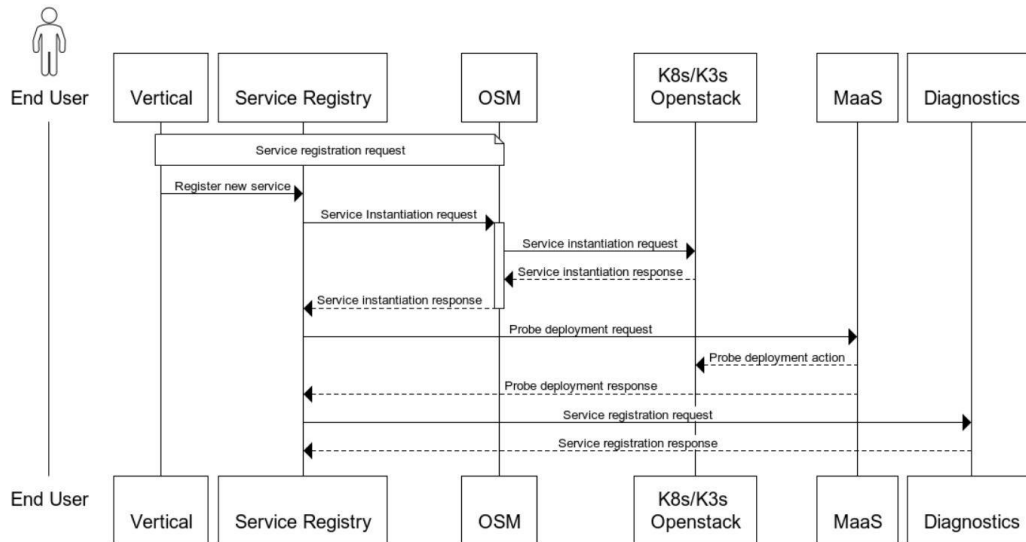 End User
Vertical
Service Registry
OSM
K8s/K3s
Openstack
MaaS
Diagnostics
Service registration request
Register new service
Service Instantiation request
Service instantiation request
Service instantiation response
Service instantiation response
Probe deployment request
Probe deployment action
Probe deployment response
Service registration request
Service registration response
End User
Vertical
Service Registry
OSM
K8s/K3s
Openstack
MaaS
Diagnostics